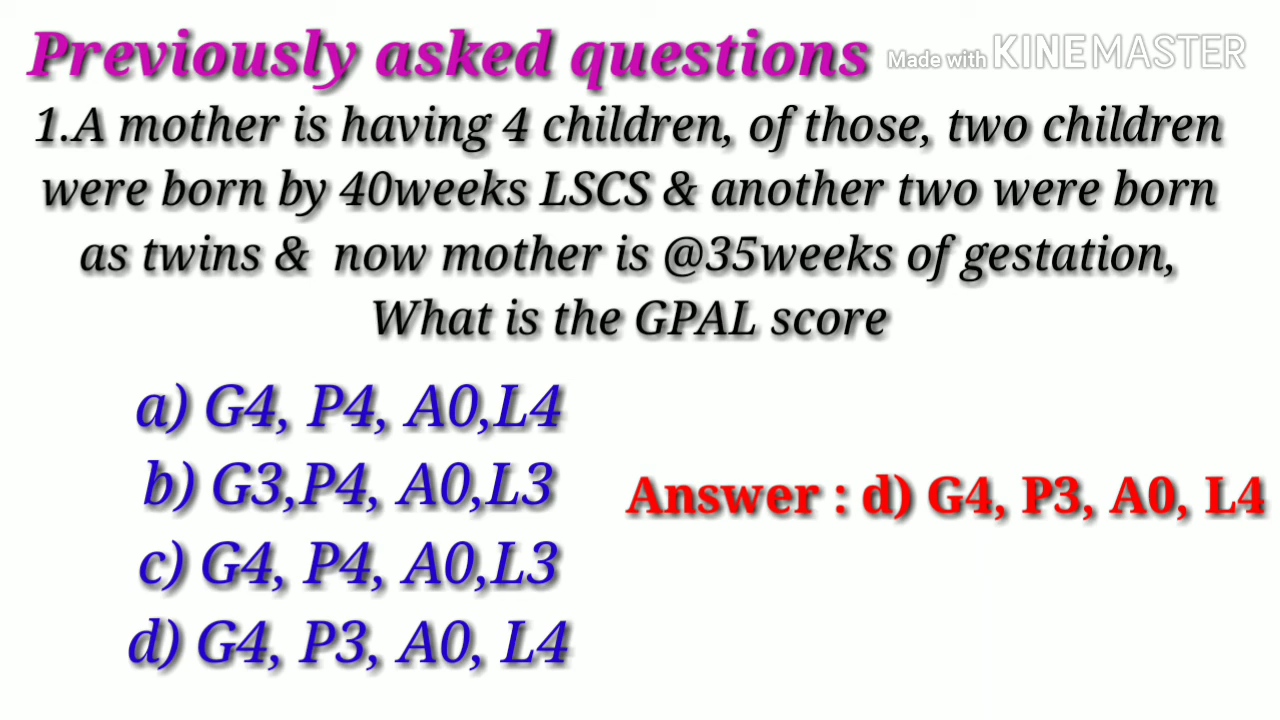 Previously asked questions
Made with KINEMASTER
1.A mother is having 4 children, of those, two children
were born by 40weeks LSCS & another two were born
as twins & now mother is @35weeks of gestation,
What is the GPAL score
a) G4, P4, A0,L4
b) G3,P4, A0,L3
Answer : d) G4, P3, A0, L4
c) G4, P4, A0,L3
d) G4, P3, A0, L4